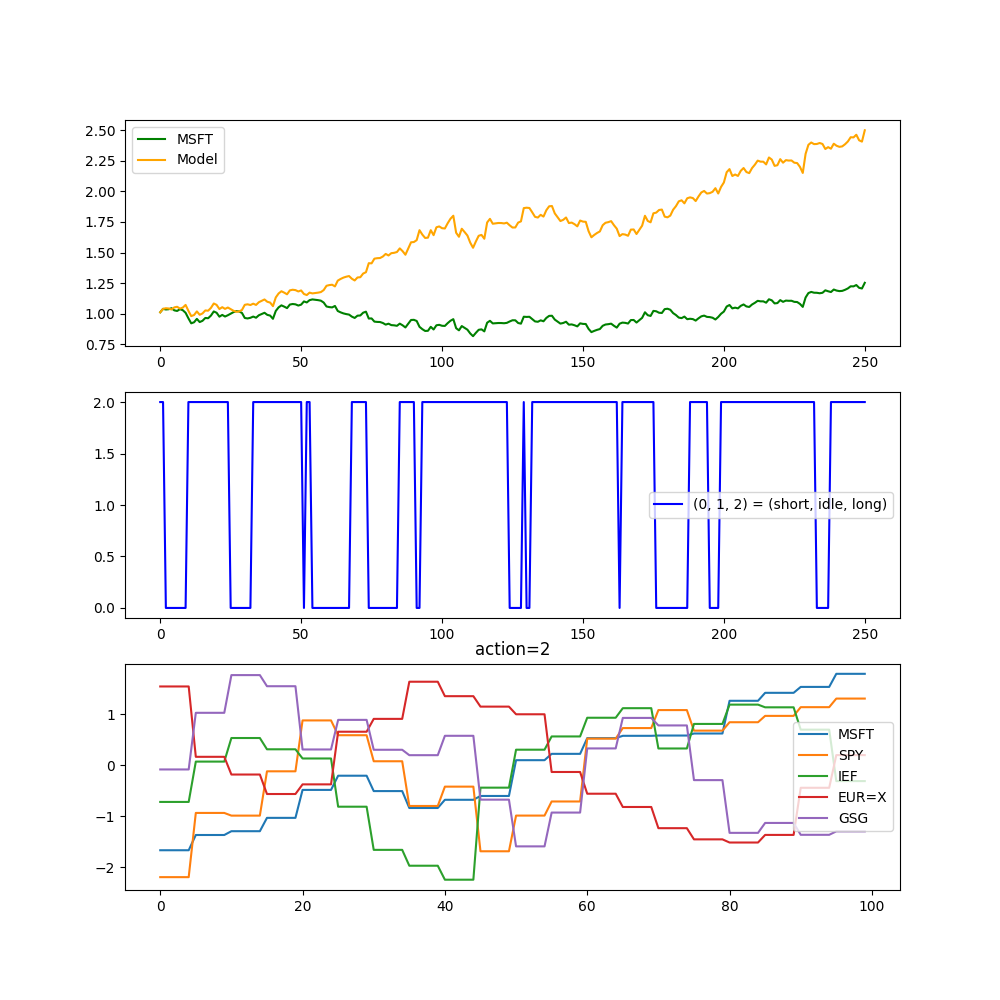 2.50
2.25
2.00
1.75
1.50
1.25
1.00
0.75
MSFT
Model
0 50 100 150 200 250
2.0
1.5
1.0
0.5
0.0
(0, 1, 2) = (short, idle, long)
0 50 100 150 200 250
action=2
1
0
−1
−2
MSFT
SPY
IEF
EUR=X
GSG
0 20 40 60 80 100